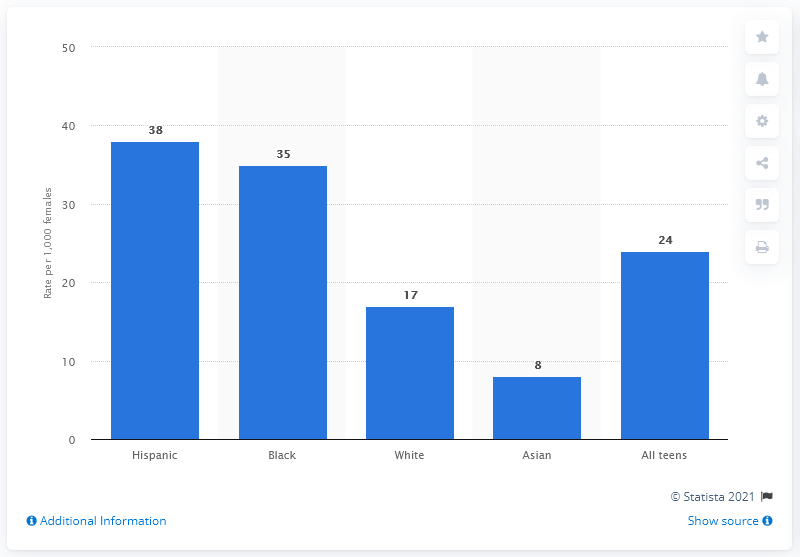 50
40
30
20
10
0
Rate per 1,000 females
38
35
17
8
24
Hispanic
Black
White
Asian
All teens
© Statista 2021
Additional Information
Show source